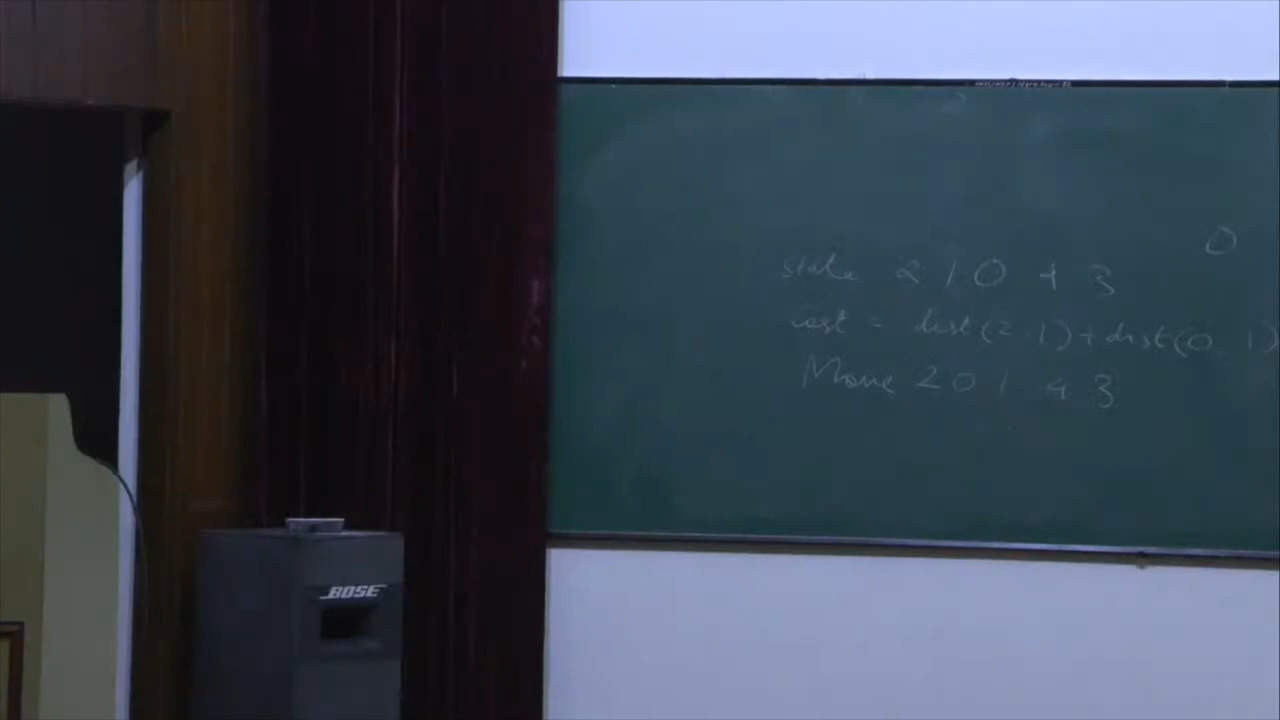 0
state 2 1 0 4 3
cost = dist(2 1) + dist(0 1)
Move 2 0 1 4 3
BOSE